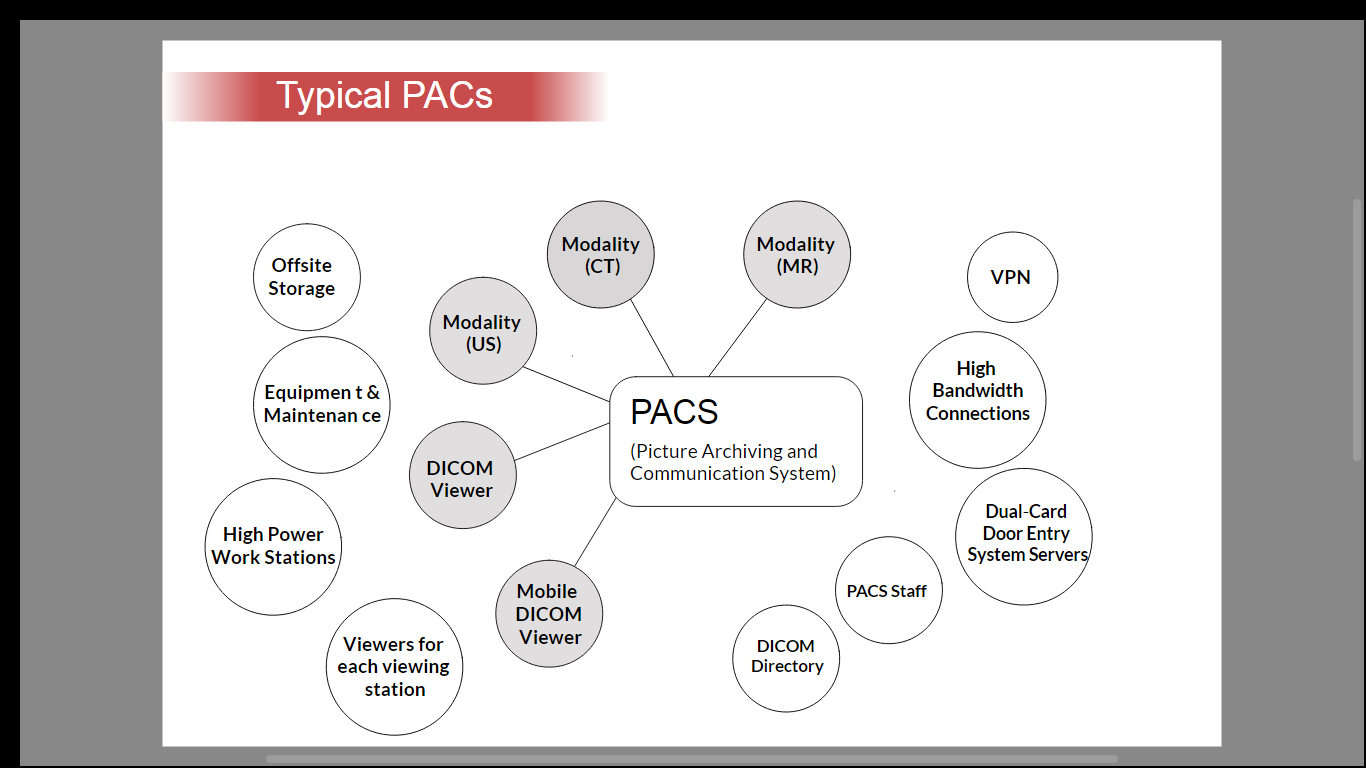 Typical PACs
Offsite
Storage
Equipmen t &
Maintenan ce
High Power
Work Stations
Viewers for
each viewing
station
Modality
(US)
Modality
(CT)
Modality
(MR)
DICOM
Viewer
Mobile
DICOM
Viewer
PACS
(Picture Archiving and
Communication System)
VPN
High
Bandwidth
Connections
Dual-Card
Door Entry
System Servers
PACS Staff
DICOM
Directory